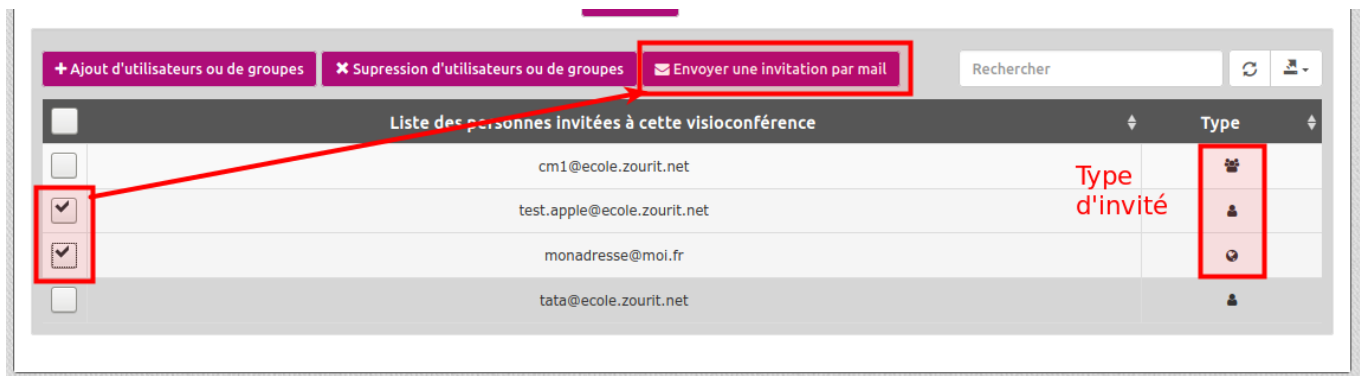 Ajout d'utilisateurs ou de groupes Supression d'utilisateurs ou de groupes Envoyer une invitation par mail Rechercher
Liste des personnes invitées à cette visioconférence Type
cm1@ecole.zourit.net
Type
d'invité
test.apple@ecole.zourit.net
monadresse@moi.fr
tata@ecole.zourit.net